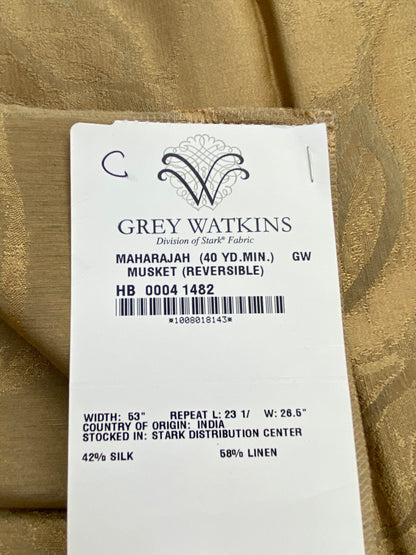 C
W
GREY WATKINS
Division of Stark® Fabric
MAHARAJAH (40 YD.MIN.) GW
MUSKET (REVERSIBLE)
HB 0004 1482
*1008018143*
WIDTH: 53" REPEAT L: 23 1/ W: 26.5"
COUNTRY OF ORIGIN: INDIA
STOCKED IN: STARK DISTRIBUTION CENTER
42% SILK 58% LINEN